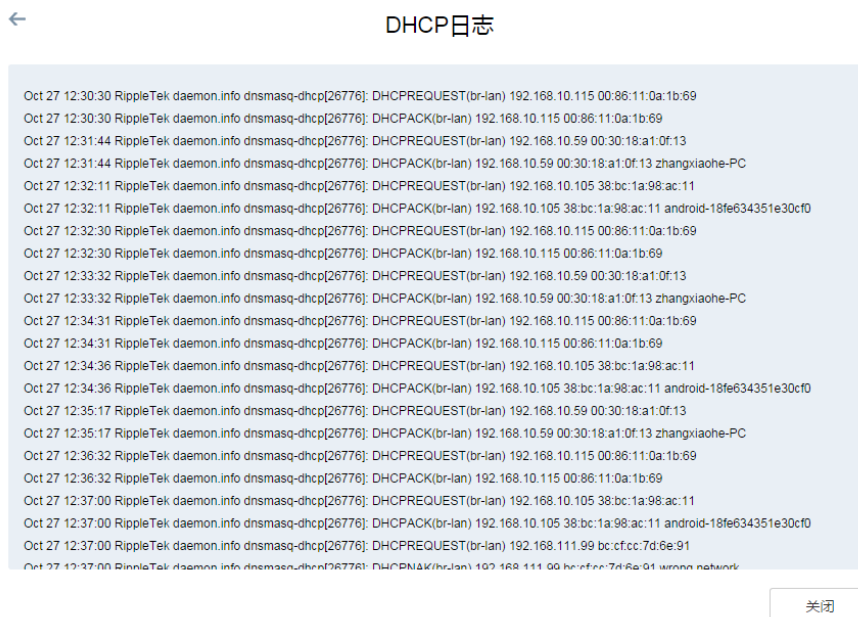 DHCP日志
Oct 27 12:30:30 RippleTek daemon.info dnsmasq-dhcp[26776]: DHCPREQUEST(br-lan) 192.168.10.115 00:86:11:0a:1b:69
Oct 27 12:30:30 RippleTek daemon.info dnsmasq-dhcp[26776]: DHCPACK(br-lan) 192.168.10.115 00:86:11:0a:1b:69
Oct 27 12:31:44 RippleTek daemon.info dnsmasq-dhcp[26776]: DHCPREQUEST(br-lan) 192.168.10.59 00:30:18:a1:0f:13
Oct 27 12:31:44 RippleTek daemon.info dnsmasq-dhcp[26776]: DHCPACK(br-lan) 192.168.10.59 00:30:18:a1:0f:13 zhangxiaohe-PC
Oct 27 12:32:11 RippleTek daemon.info dnsmasq-dhcp[26776]: DHCPREQUEST(br-lan) 192.168.10.105 38:bc:1a:98:ac:11
Oct 27 12:32:11 RippleTek daemon.info dnsmasq-dhcp[26776]: DHCPACK(br-lan) 192.168.10.105 38:bc:1a:98:ac:11 android-18fe634351e30cf0
Oct 27 12:32:30 RippleTek daemon.info dnsmasq-dhcp[26776]: DHCPREQUEST(br-lan) 192.168.10.115 00:86:11:0a:1b:69
Oct 27 12:32:30 RippleTek daemon.info dnsmasq-dhcp[26776]: DHCPACK(br-lan) 192.168.10.115 00:86:11:0a:1b:69
Oct 27 12:33:32 RippleTek daemon.info dnsmasq-dhcp[26776]: DHCPREQUEST(br-lan) 192.168.10.59 00:30:18:a1:0f:13
Oct 27 12:33:32 RippleTek daemon.info dnsmasq-dhcp[26776]: DHCPACK(br-lan) 192.168.10.59 00:30:18:a1:0f:13 zhangxiaohe-PC
Oct 27 12:34:31 RippleTek daemon.info dnsmasq-dhcp[26776]: DHCPREQUEST(br-lan) 192.168.10.115 00:86:11:0a:1b:69
Oct 27 12:34:31 RippleTek daemon.info dnsmasq-dhcp[26776]: DHCPACK(br-lan) 192.168.10.115 00:86:11:0a:1b:69
Oct 27 12:34:36 RippleTek daemon.info dnsmasq-dhcp[26776]: DHCPREQUEST(br-lan) 192.168.10.105 38:bc:1a:98:ac:11
Oct 27 12:34:36 RippleTek daemon.info dnsmasq-dhcp[26776]: DHCPACK(br-lan) 192.168.10.105 38:bc:1a:98:ac:11 android-18fe634351e30cf0
Oct 27 12:35:17 RippleTek daemon.info dnsmasq-dhcp[26776]: DHCPREQUEST(br-lan) 192.168.10.59 00:30:18:a1:0f:13
Oct 27 12:35:17 RippleTek daemon.info dnsmasq-dhcp[26776]: DHCPACK(br-lan) 192.168.10.59 00:30:18:a1:0f:13 zhangxiaohe-PC
Oct 27 12:36:32 RippleTek daemon.info dnsmasq-dhcp[26776]: DHCPREQUEST(br-lan) 192.168.10.115 00:86:11:0a:1b:69
Oct 27 12:36:32 RippleTek daemon.info dnsmasq-dhcp[26776]: DHCPACK(br-lan) 192.168.10.115 00:86:11:0a:1b:69
Oct 27 12:37:00 RippleTek daemon.info dnsmasq-dhcp[26776]: DHCPREQUEST(br-lan) 192.168.10.105 38:bc:1a:98:ac:11
Oct 27 12:37:00 RippleTek daemon.info dnsmasq-dhcp[26776]: DHCPACK(br-lan) 192.168.10.105 38:bc:1a:98:ac:11 android-18fe634351e30cf0
Oct 27 12:37:00 RippleTek daemon.info dnsmasq-dhcp[26776]: DHCPREQUEST(br-lan) 192.168.111.99 bc:cf:cc:7d:6e:91
Oct 27 12:37:00 RippleTek daemon.info dnsmasq-dhcp[26776]: DHCPNAK(br-lan) 192.168.111.99 bc:cf:cc:7d:6e:91 wrong network
关闭